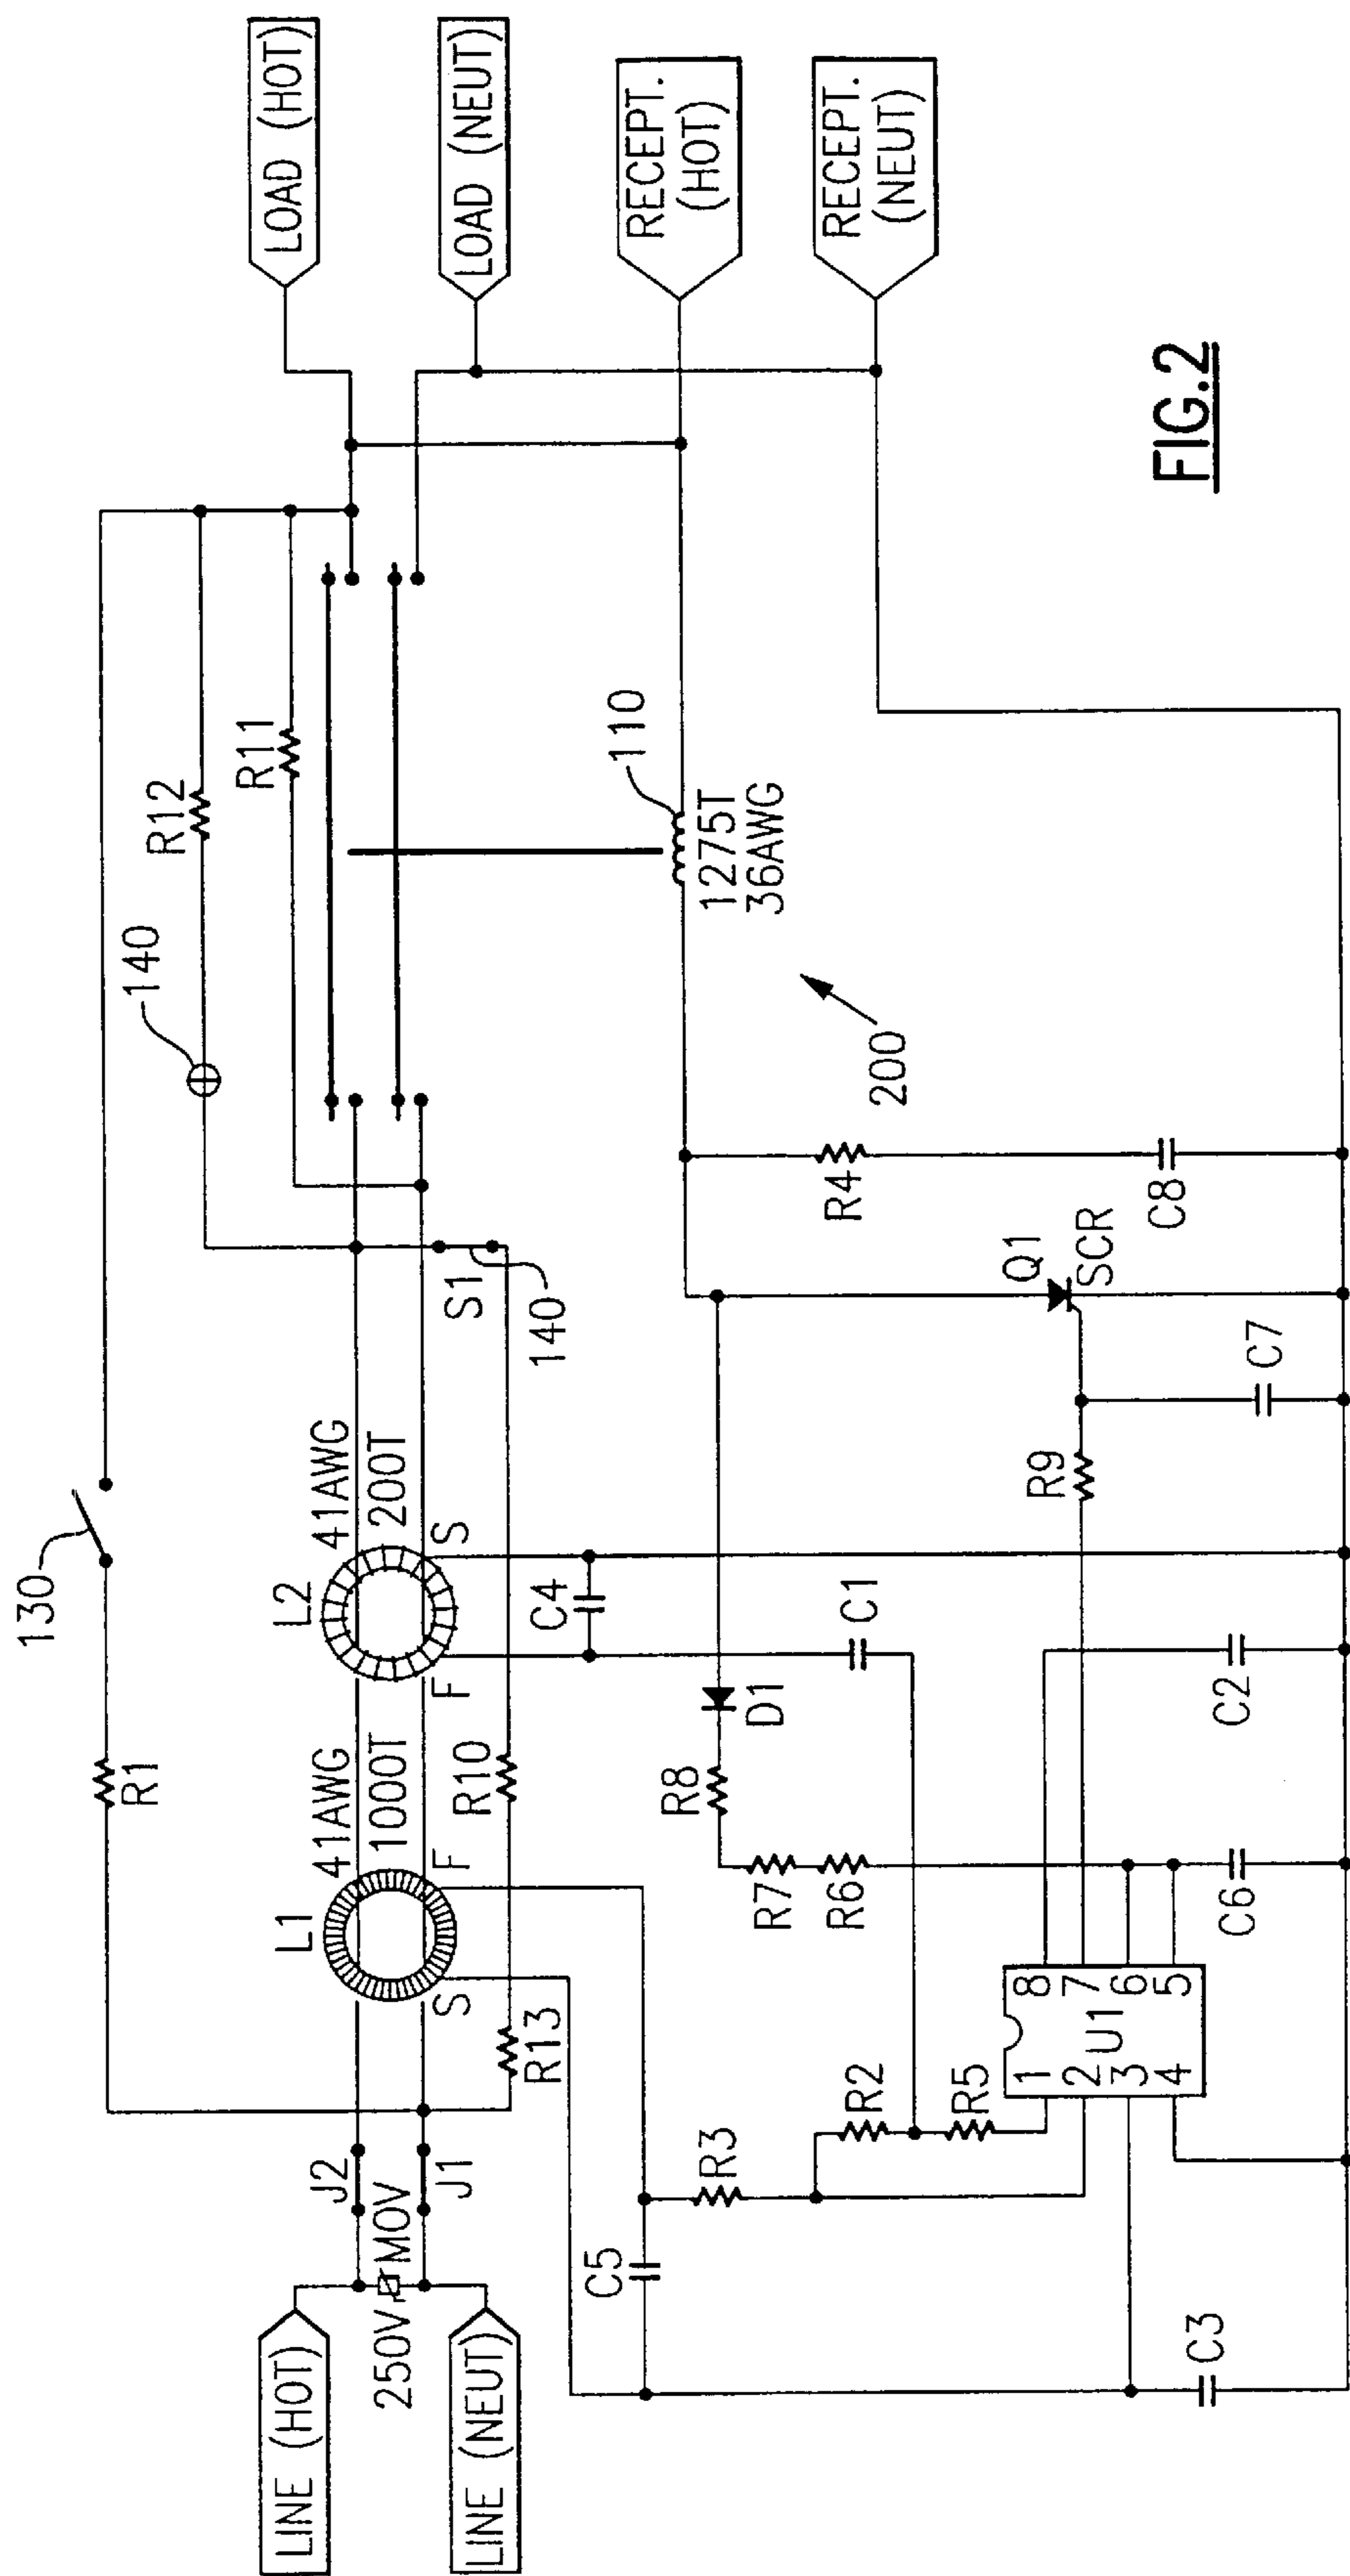 LINE (HOT)
LINE (NEUT)
250V
MOV
J2
J1
130
R1
L1
41AWG
1000T
S
F
L2
41AWG
200T
F
S
R13
R10
S1
140
140
R12
R11
LOAD (HOT)
LOAD (NEUT)
RECEPT.
(HOT)
RECEPT.
(NEUT)
110
1275T
36AWG
200
C5
R3
R2
R5
C4
C1
R8
D1
R7
R6
R4
C8
Q1
SCR
R9
C7
C2
C6
C3
U1
1
2
3
4
8
7
6
5
FIG.2